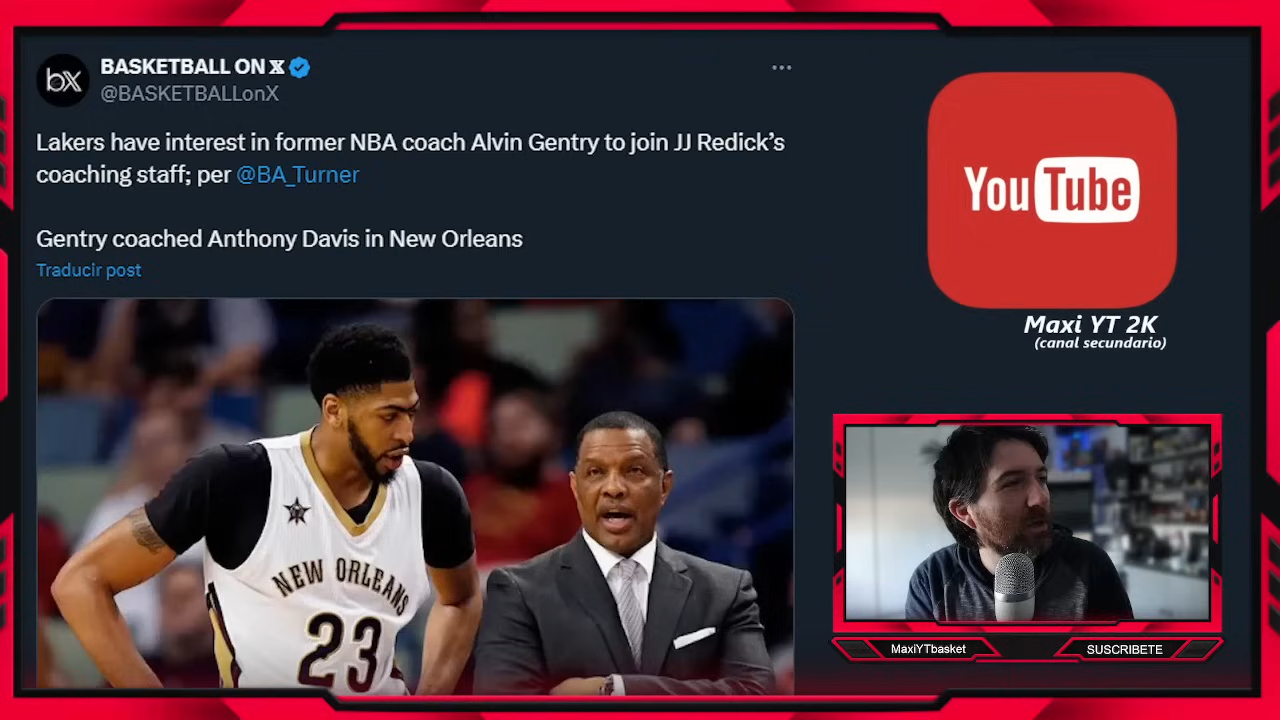 bx
BASKETBALL ON X
@BASKETBALLonX
Lakers have interest in former NBA coach Alvin Gentry to join JJ Redick’s
coaching staff; per @BA_Turner
Gentry coached Anthony Davis in New Orleans
Traducir post
NEW ORLEANS
23
YouTube
Maxi YT 2K
(canal secundario)
MaxiYTbasket
SUSCRIBETE